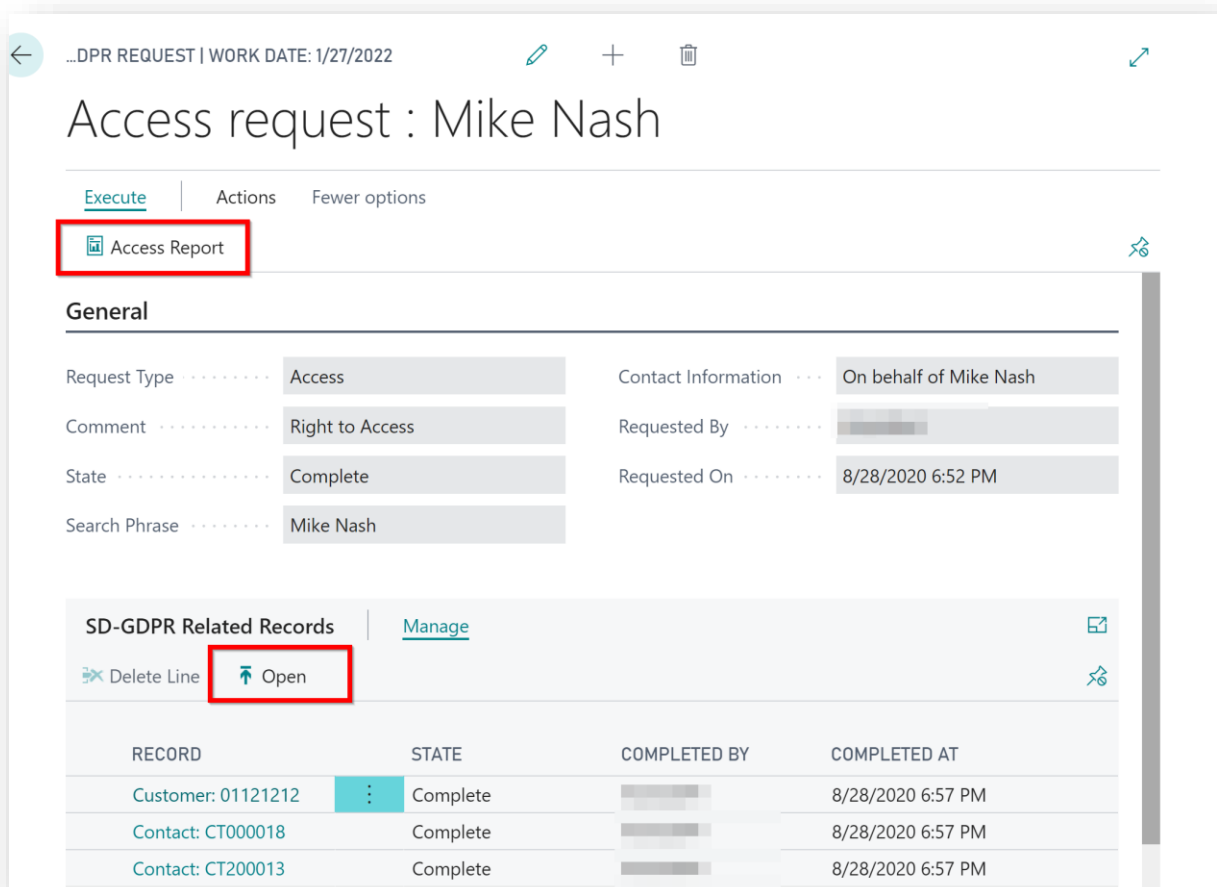 ...DPR REQUEST | WORK DATE: 1/27/2022
Access request : Mike Nash
Execute Actions Fewer options
Access Report
General
Request Type Access Contact Information On behalf of Mike Nash
Comment Right to Access Requested By
State Complete Requested On 8/28/2020 6:52 PM
Search Phrase Mike Nash
SD-GDPR Related Records Manage
Delete Line Open
RECORD STATE COMPLETED BY COMPLETED AT
Customer: 01121212 Complete 8/28/2020 6:57 PM
Contact: CT000018 Complete 8/28/2020 6:57 PM
Contact: CT200013 Complete 8/28/2020 6:57 PM